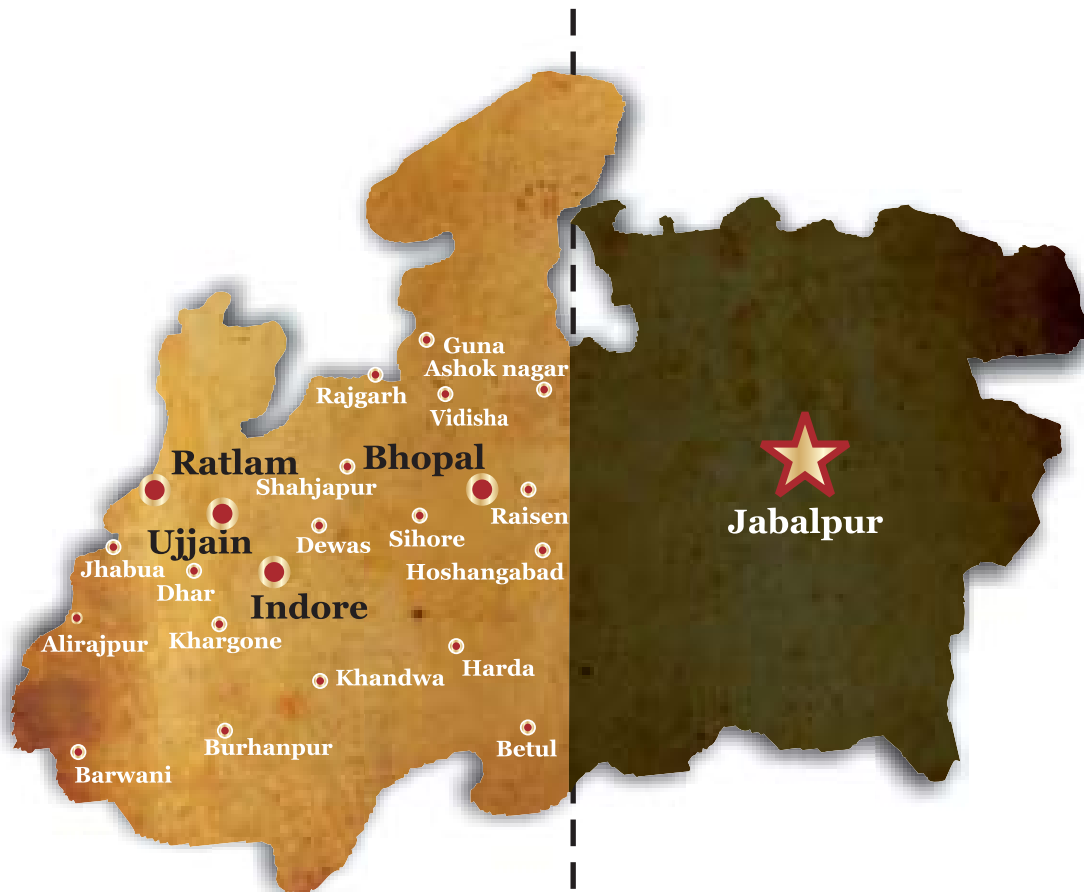 Guna
Ashok nagar
Rajgarh
Vidisha
Ratlam
Bhopal
Shahjapur
Raisen
Jabalpur
Ujjain
Dewas
Sihore
Jhabua
Hoshangabad
Dhar
Indore
Alirajpur
Khargone
Harda
Khandwa
Burhanpur
Betul
Barwani